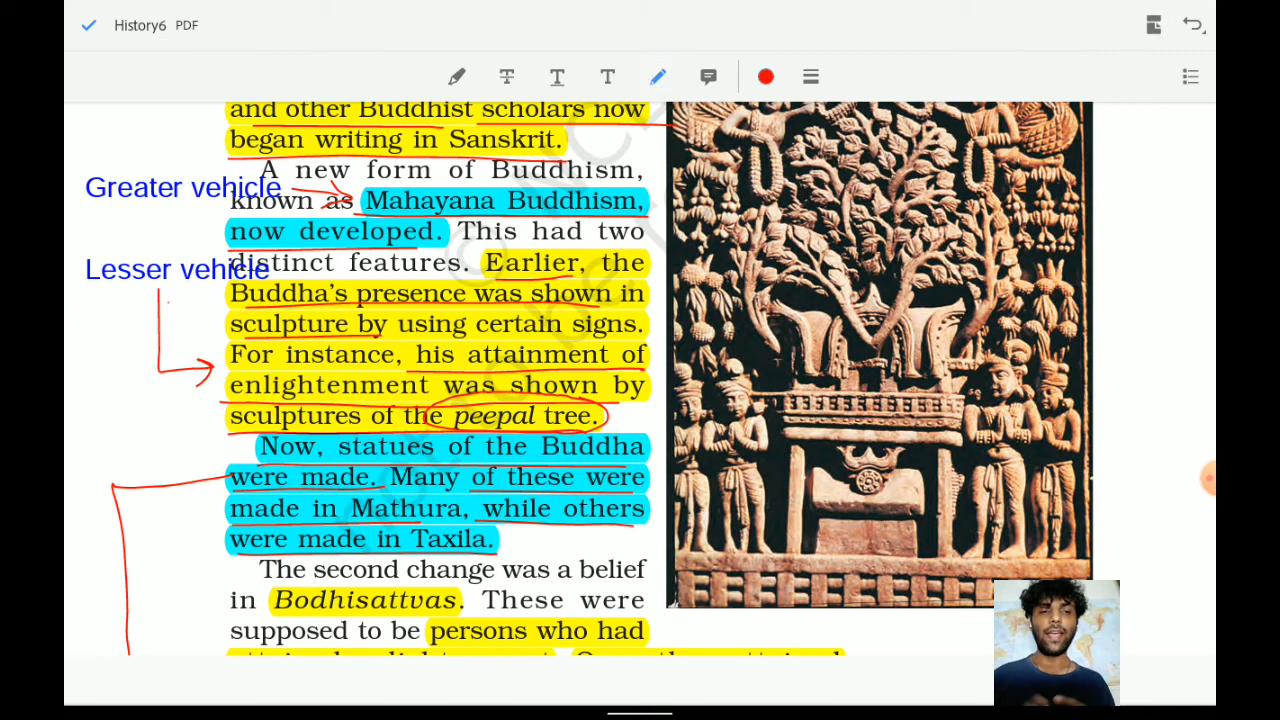 History6 PDF
and other Buddhist scholars now
began writing in Sanskrit.
A new form of Buddhism,
Greater vehicle
known as Mahayana Buddhism,
now developed. This had two
distinct features. Earlier, the
Lesser vehicle
Buddha's presence was shown in
sculpture by using certain signs.
For instance, his attainment of
enlightenment was shown by
sculptures of the peepal tree.
Now, statues of the Buddha
were made. Many of these were
made in Mathura, while others
were made in Taxila.
The second change was a belief
in Bodhisattvas. These were
supposed to be persons who had